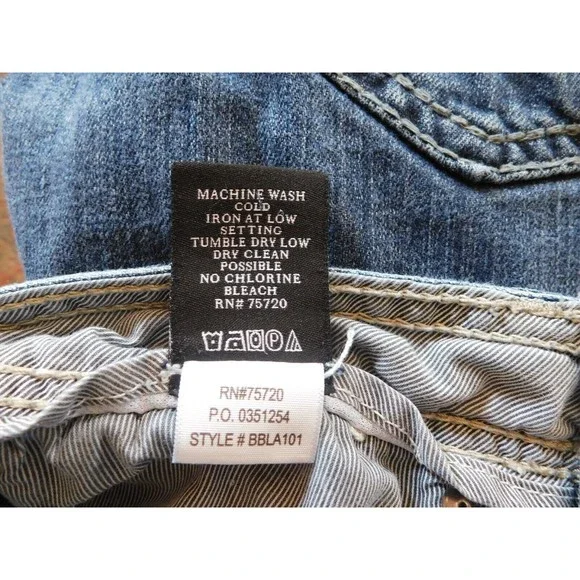 MACHINE WASH
COLD
IRON AT LOW
SETTING
TUMBLE DRY LOW
DRY CLEAN
POSSIBLE
NO CHLORINE
BLEACH
RN# 75720
RN#75720
P.O. 0351254
STYLE # BBLA101